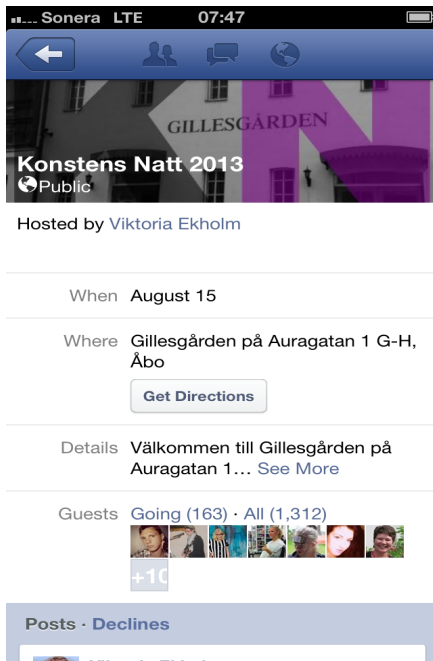 Sonera LTE 07:47
GILLESGÅRDEN
Konstens Natt 2013
Public
Hosted by Viktoria Ekholm
When August 15
Where Gillesgården på Auragatan 1 G-H,
Åbo
Get Directions
Details Välkommen till Gillesgården på
Auragatan 1... See More
Guests Going (163) · All (1,312)
Posts · Declines